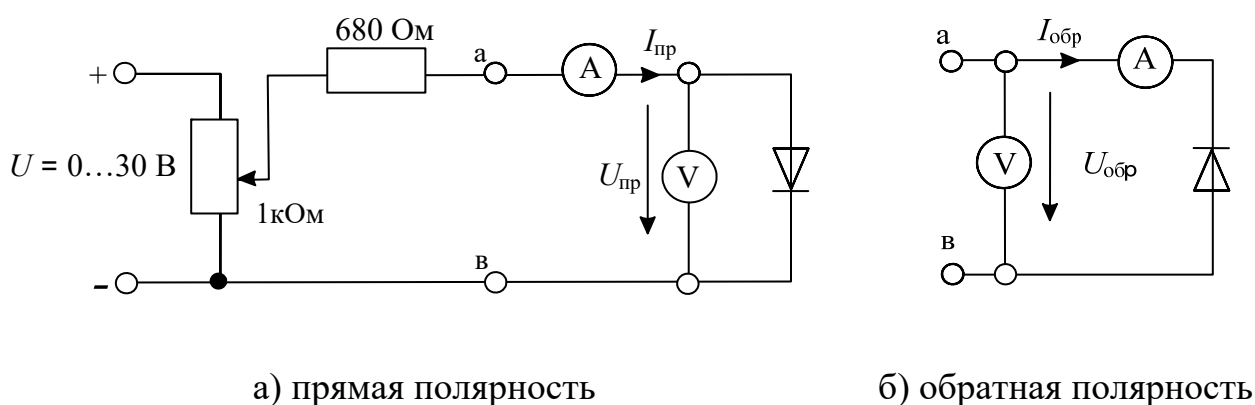 680 Ом
a
A
Iпр
+
U = 0…30 В
1кОм
Uпр
V
в
-
a
Iобр
A
V
Uобр
в
а) прямая полярность
б) обратная полярность